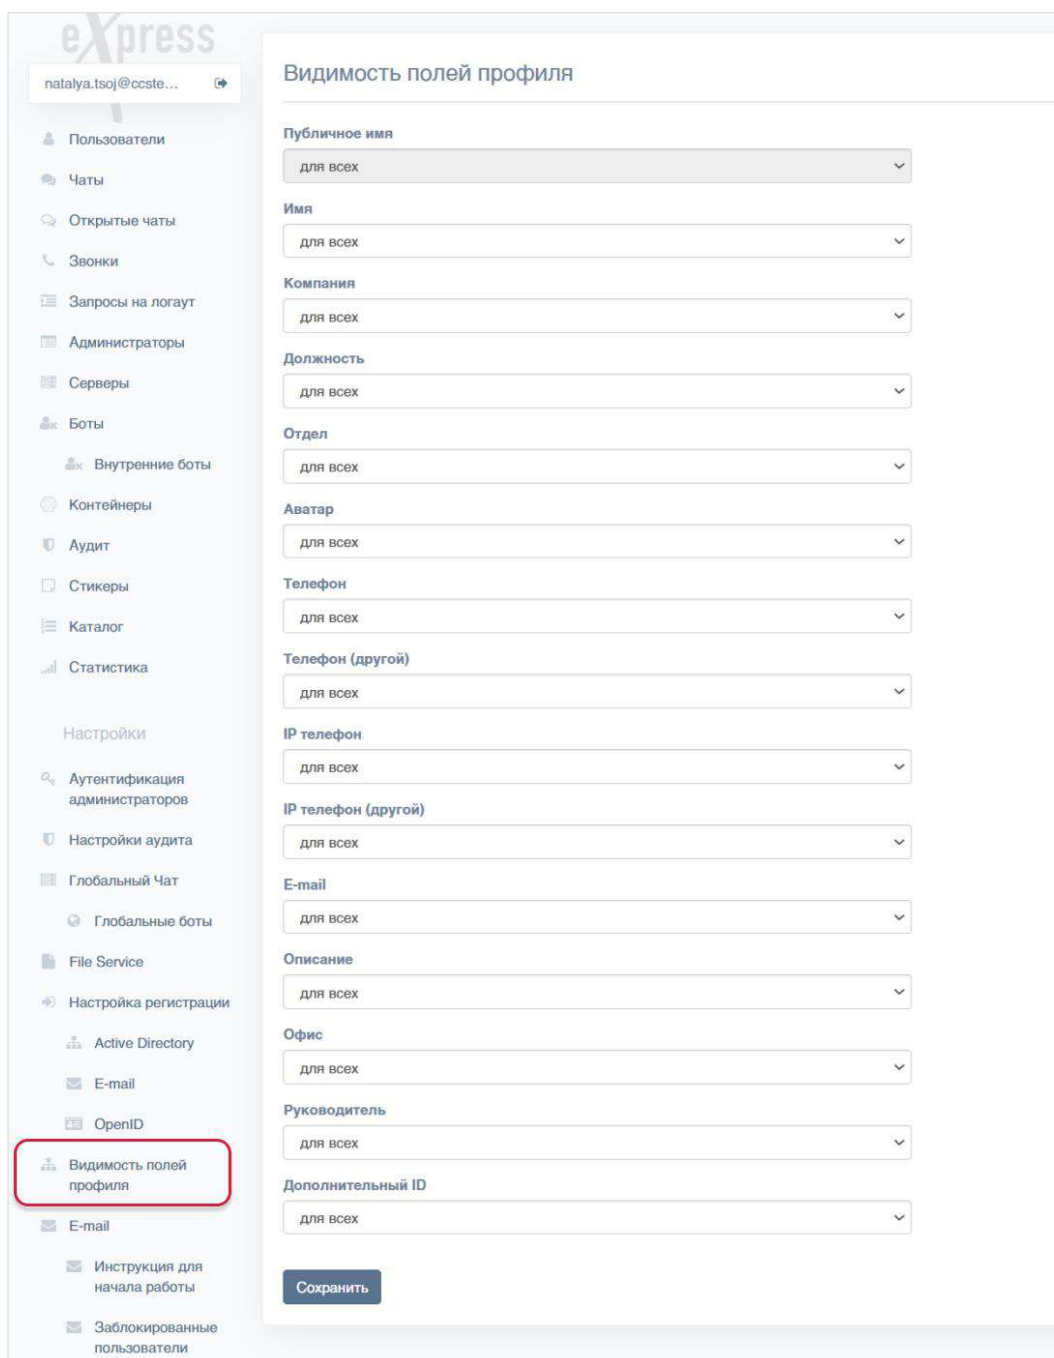 eXpress
natalya.tsoj@ccste...
Пользователи
Чаты
Открытые чаты
Звонки
Запросы на логаут
Администраторы
Серверы
Боты
Внутренние боты
Контейнеры
Аудит
Стикеры
Каталог
Статистика
Настройки
Аутентификация
администраторов
Настройки аудита
Глобальный Чат
Глобальные боты
File Service
Настройка регистрации
Active Directory
E-mail
OpenID
Видимость полей
профиля
E-mail
Инструкция для
начала работы
Заблокированные
пользователи
Видимость полей профиля
Публичное имя
для всех
Имя
для всех
Компания
для всех
Должность
для всех
Отдел
для всех
Аватар
для всех
Телефон
для всех
Телефон (другой)
для всех
IP телефон
для всех
IP телефон (другой)
для всех
E-mail
для всех
Описание
для всех
Офис
для всех
Руководитель
для всех
Дополнительный ID
для всех
Сохранить